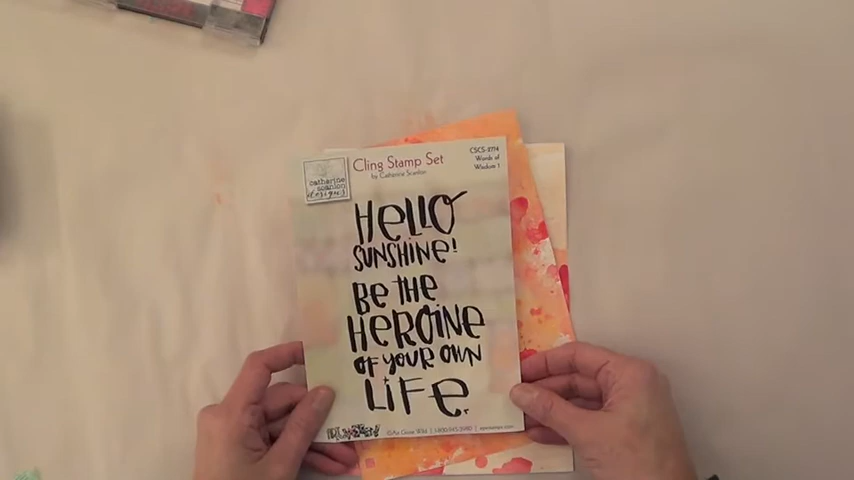 catherine
scanlon
designs
Cling Stamp Set
by Catherine Scanlon
CSCS-2774
Words of
Wisdom 1
HELLO
SUNSHINE!
BE THE
HEROINE
OF YOUR OWN
LIFE
©Art Gone Wild